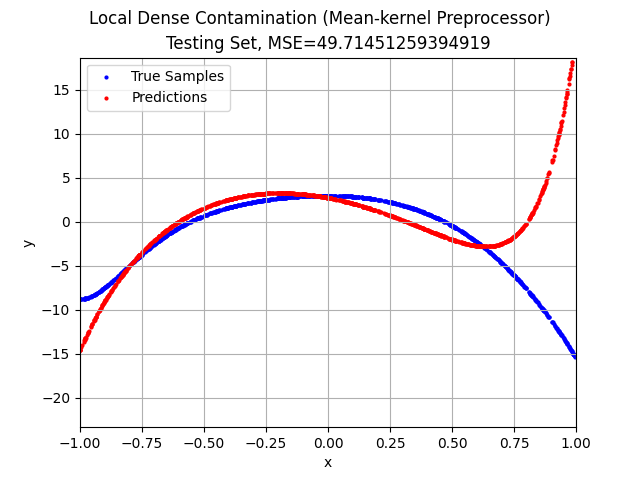 Local Dense Contamination (Mean-kernel Preprocessor)
Testing Set, MSE=49.71451259394919
True Samples
Predictions
15
10
5
0
−5
−10
−15
−20
y
−1.00 −0.75 −0.50 −0.25 0.00 0.25 0.50 0.75 1.00
x